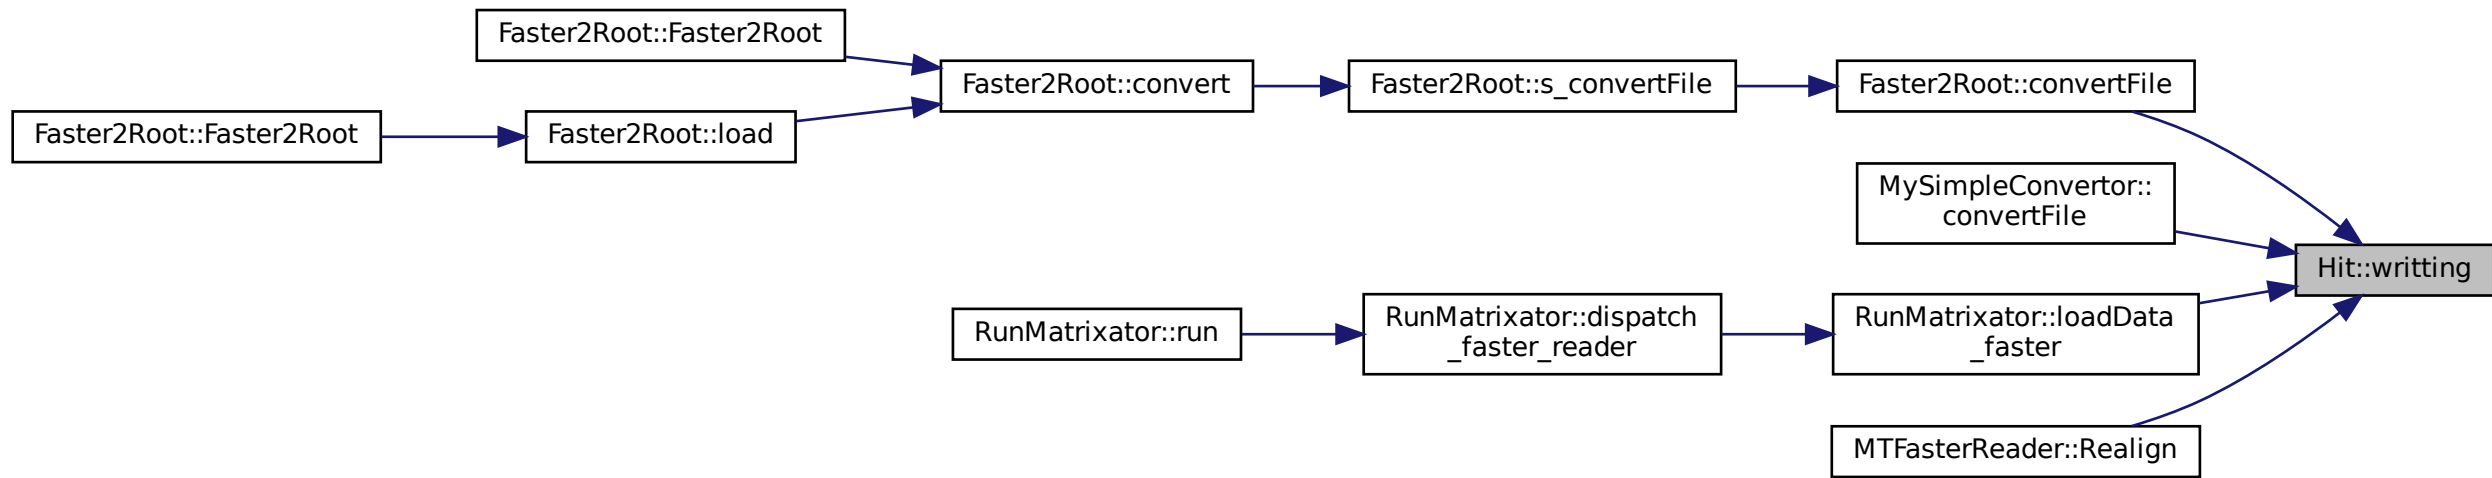 Faster2Root::Faster2Root
Faster2Root::convert
Faster2Root::s_convertFile
Faster2Root::convertFile
Faster2Root::Faster2Root
Faster2Root::load
MySimpleConvertor::
convertFile
Hit::writting
RunMatrixator::run
RunMatrixator::dispatch
_faster_reader
RunMatrixator::loadData
_faster
MTFasterReader::Realign